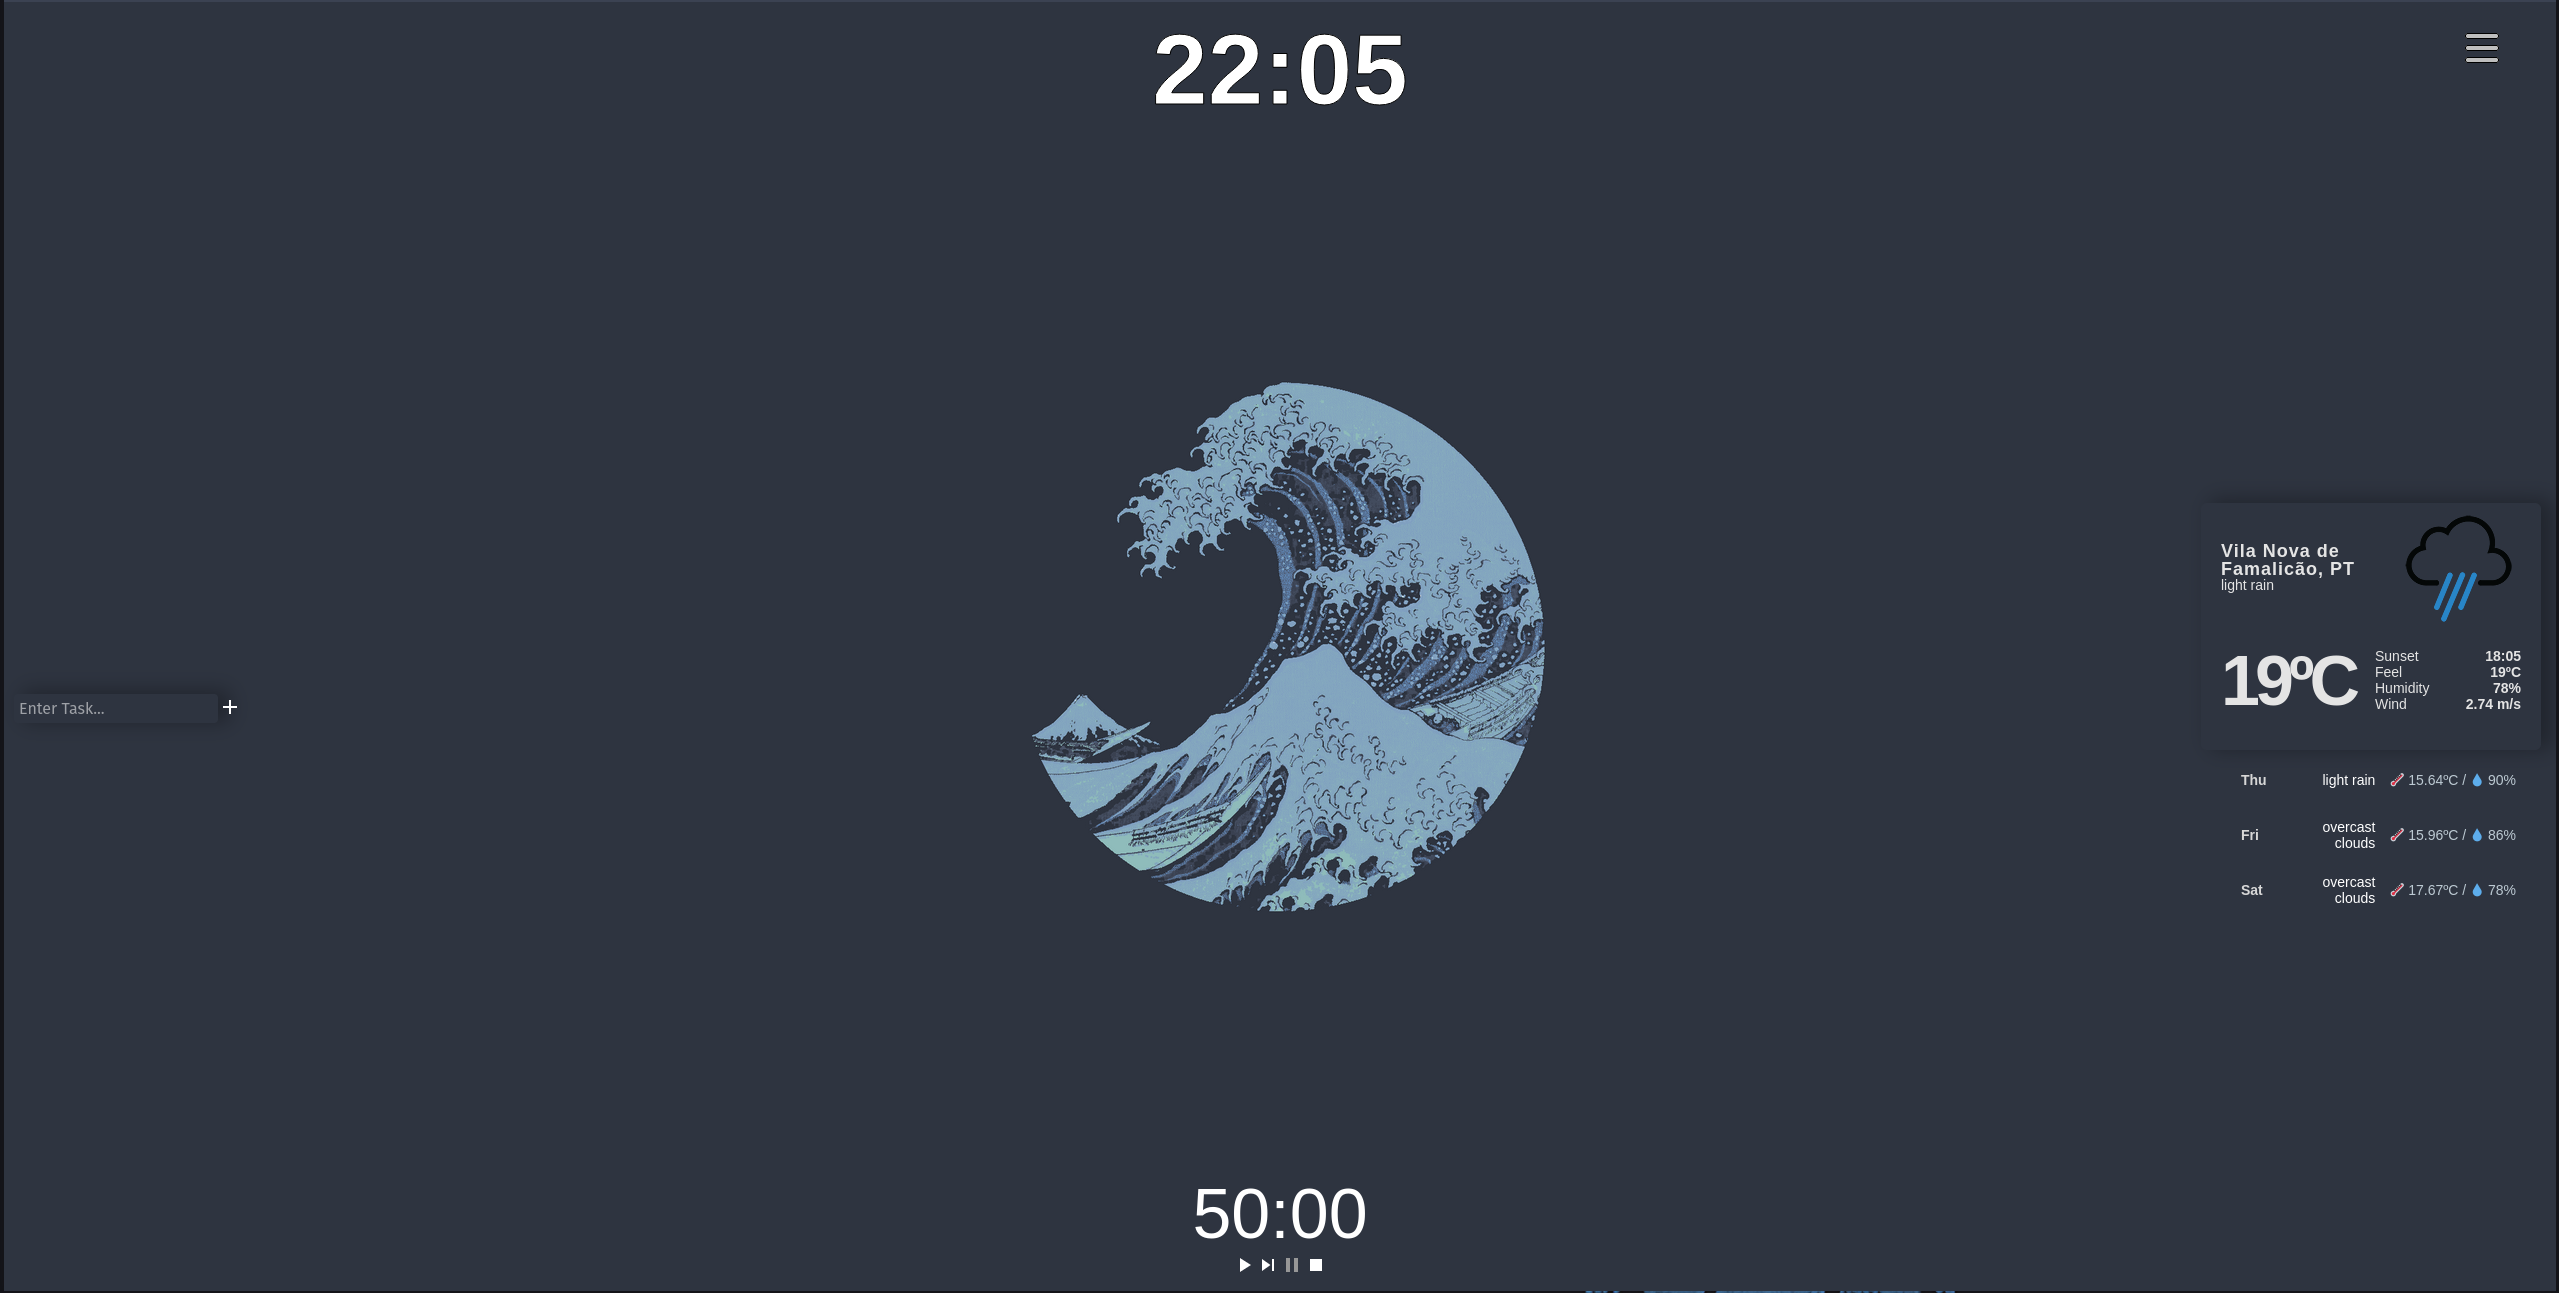 22:05
Vila Nova de
Famalicão, PT
light rain
19ºC
Sunset 18:05
Feel 19ºC
Humidity 78%
Wind 2.74 m/s
Enter Task...
Thu light rain 15.64ºC / 90%
Fri overcast clouds 15.96ºC / 86%
Sat overcast clouds 17.67ºC / 78%
50:00